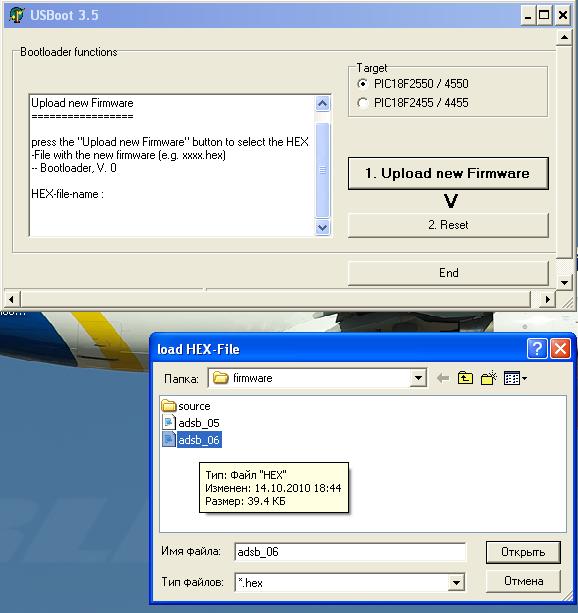 USBoot 3.5
Bootloader functions
Upload new Firmware
=================
press the "Upload new Firmware" button to select the HEX
-File with the new firmware (e.g. xxxx.hex)
-- Bootloader, V. 0
HEX-file-name :
Target
PIC18F2550 / 4550
PIC18F2455 / 4455
1. Upload new Firmware
V
2. Reset
End
load HEX-File
Папка:
firmware
source
adsb_05
adsb_06
Тип: Файл "HEX"
Изменен: 14.10.2010 18:44
Размер: 39.4 КБ
Имя файла:
adsb_06
Открыть
Тип файлов:
*.hex
Отмена